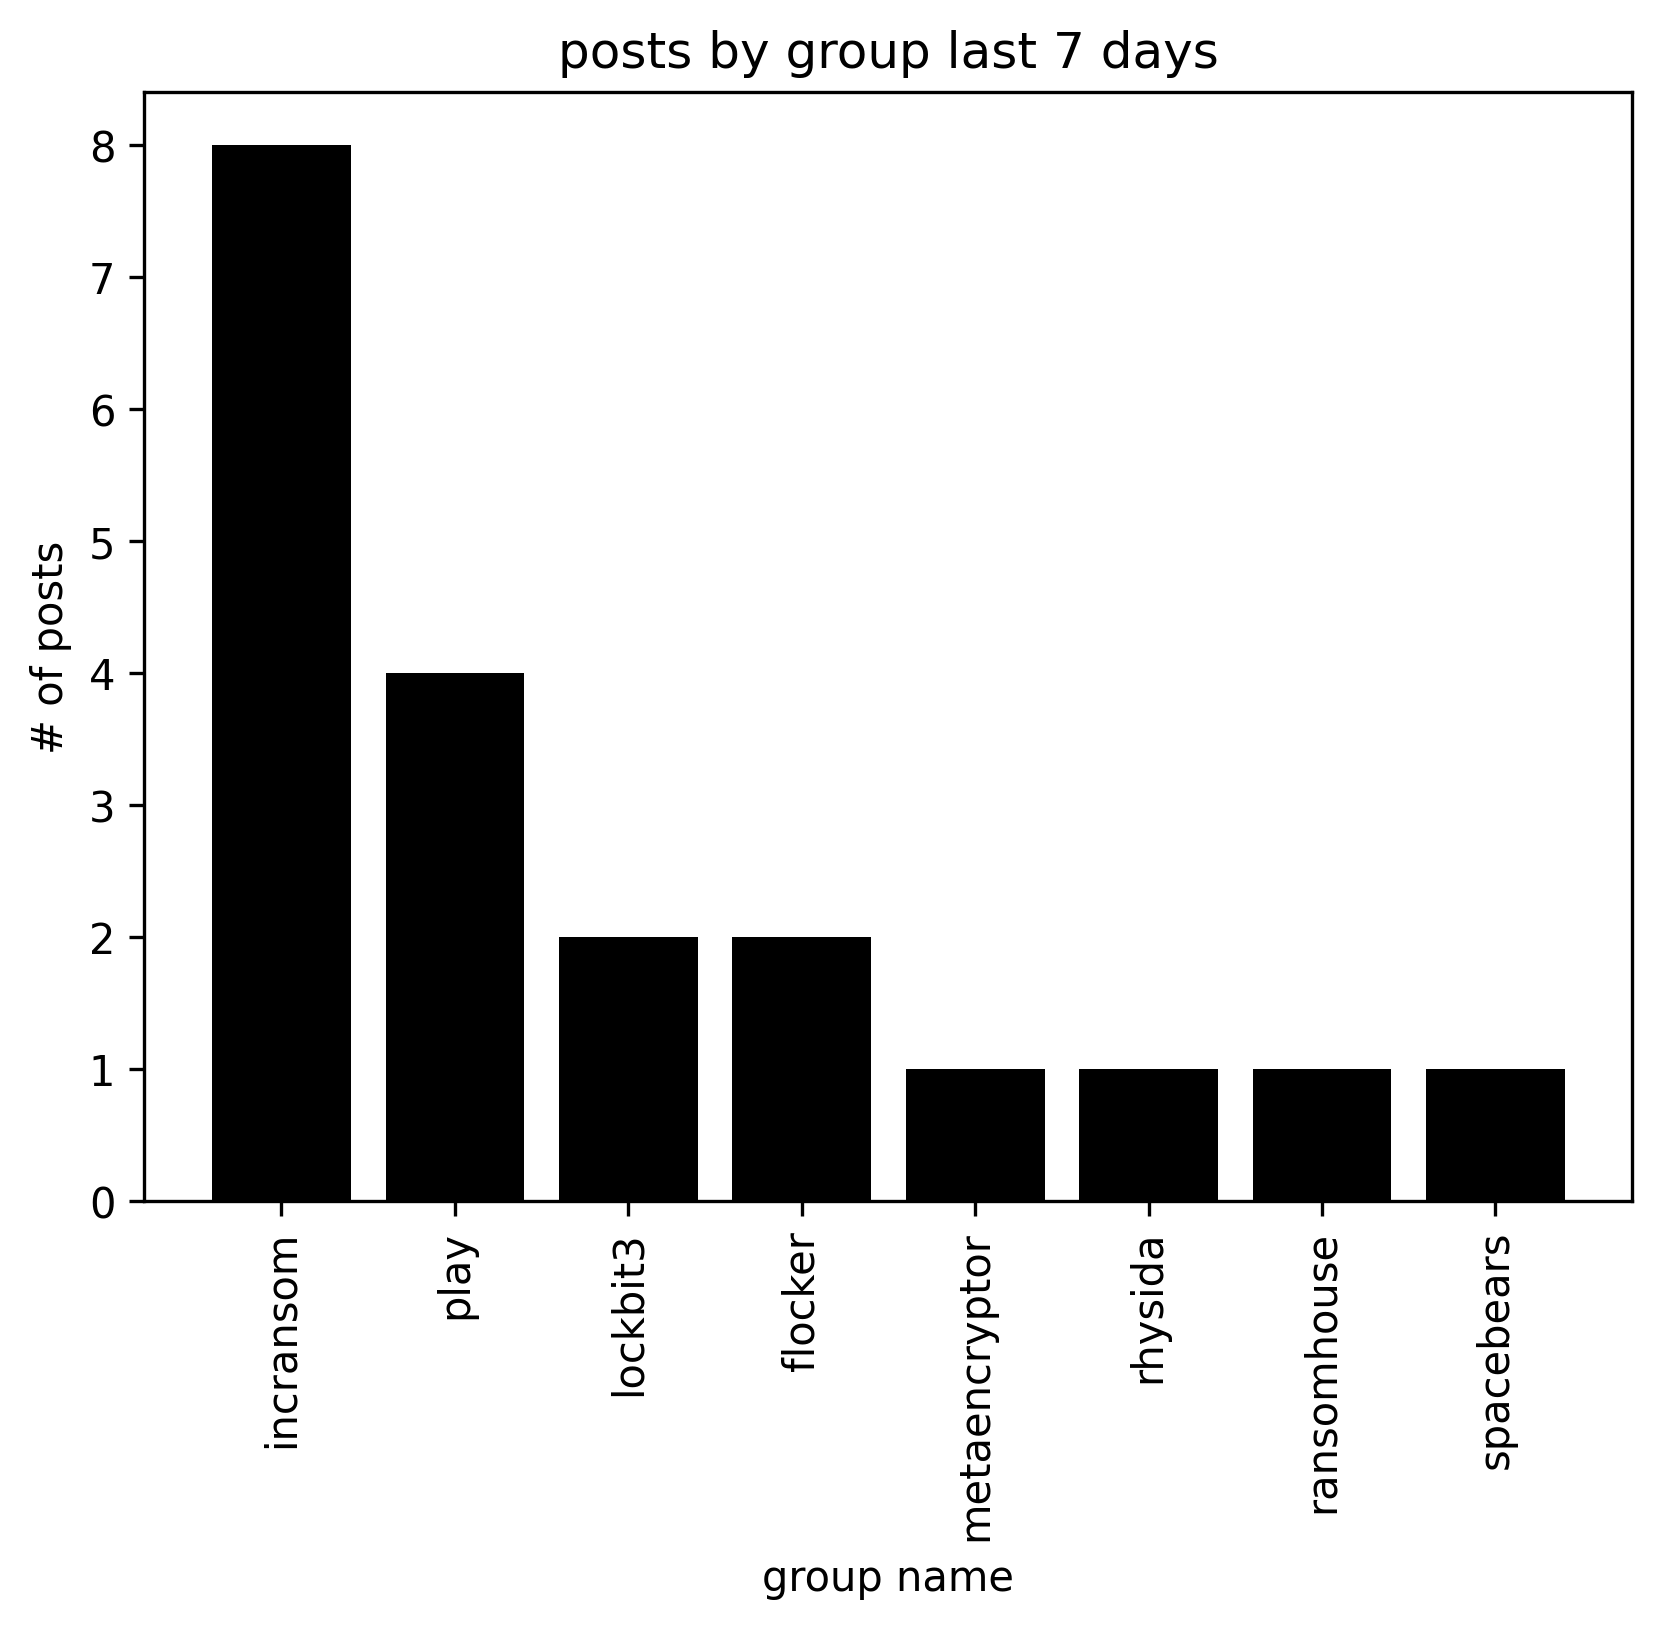 posts by group last 7 days
# of posts
8
7
6
5
4
3
2
1
0
incransom
play
lockbit3
flocker
metaencryptor
rhysida
ransomhouse
spacebears
group name